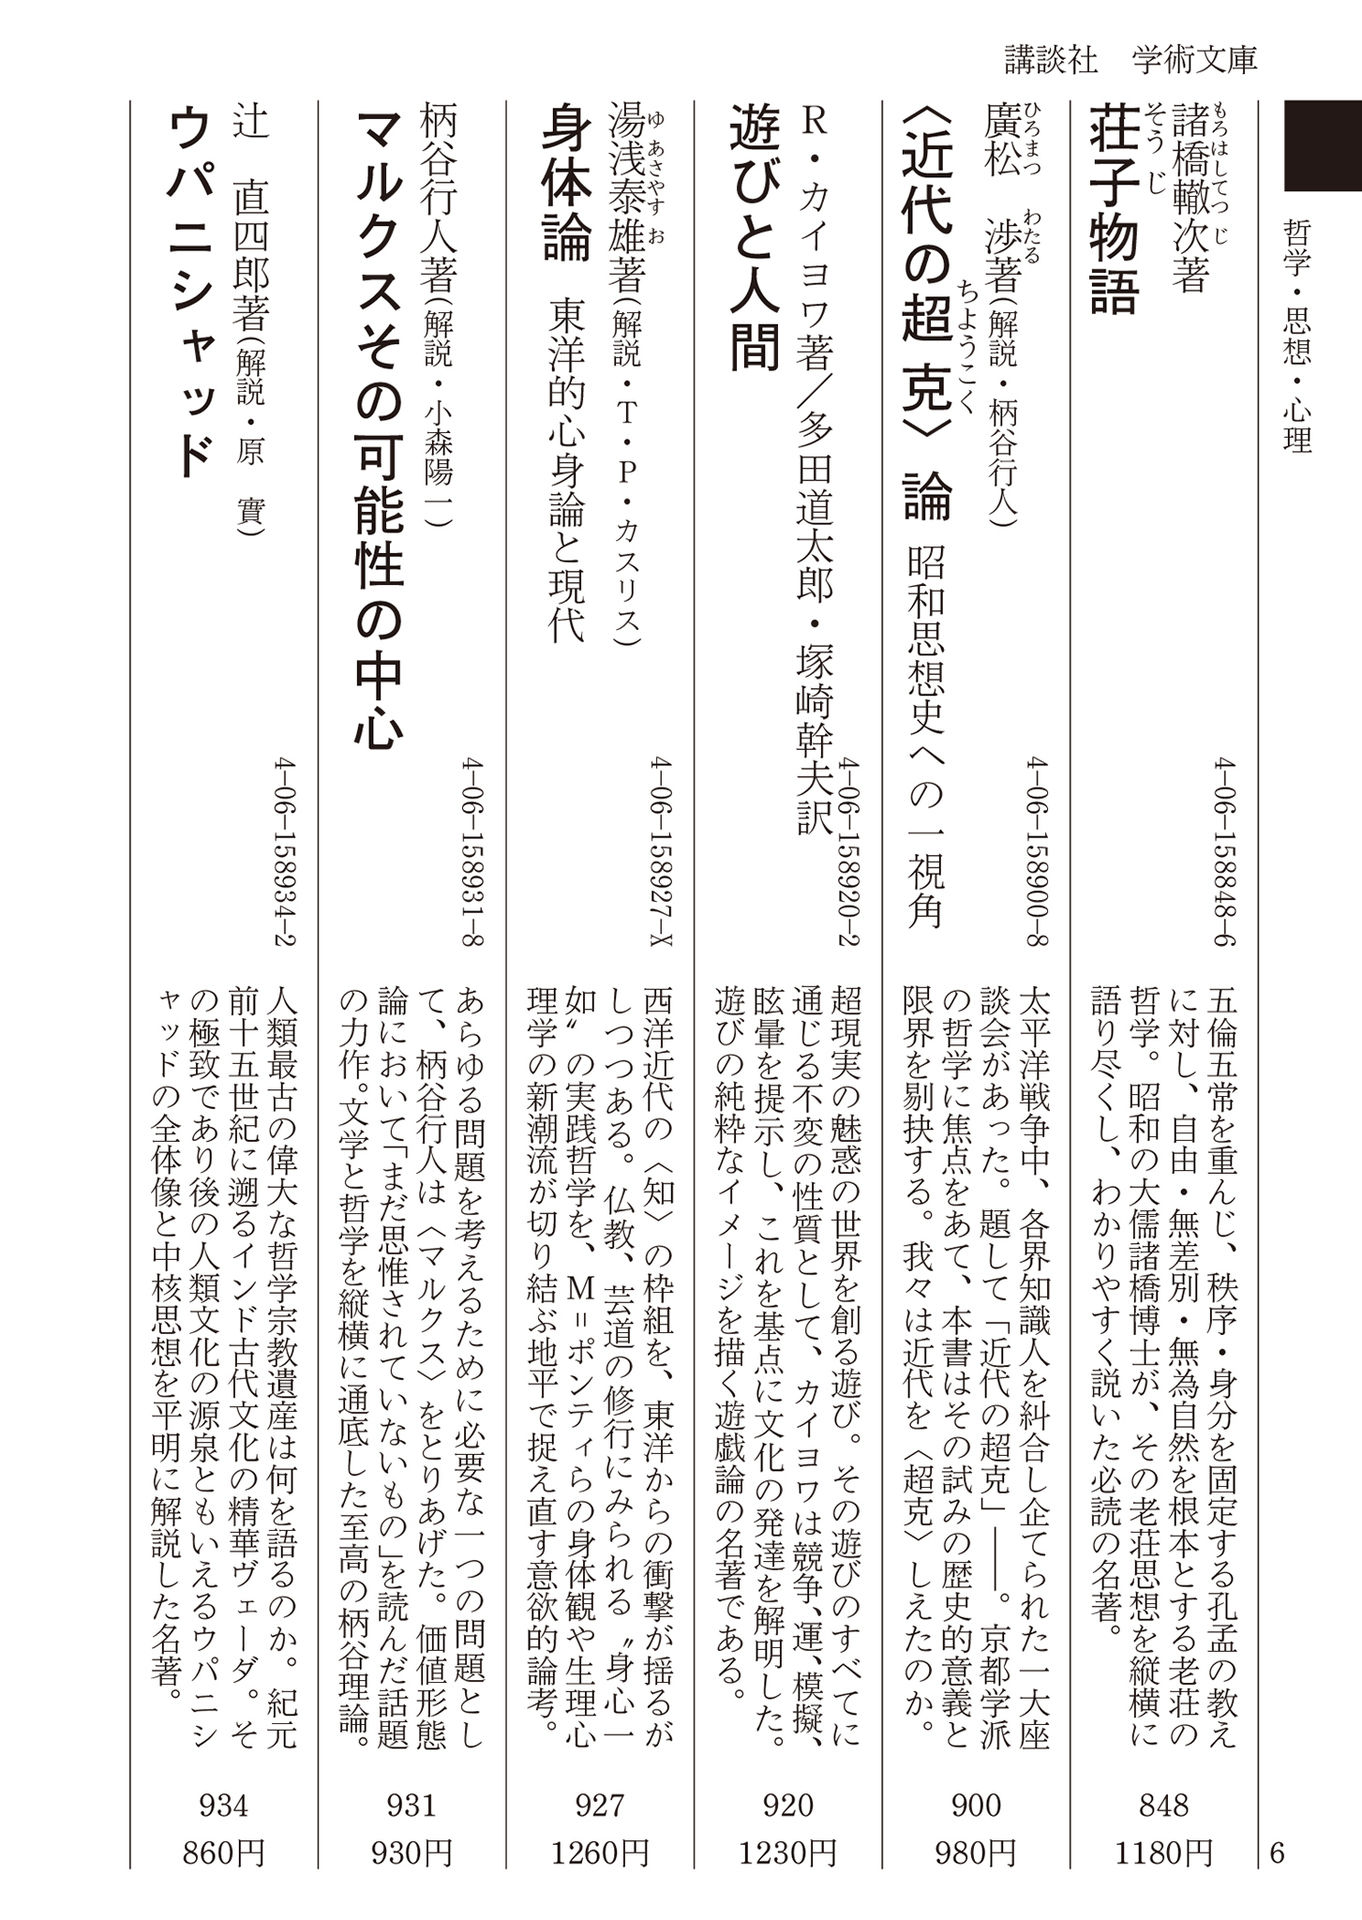 講談社　学術文庫
哲学・思想・心理
諸橋轍次著
もろはしてつじ
荘子物語
そうじ
4-06-158848-6
五倫五常を重んじ、秩序・身分を固定する孔孟の教え
に対し、自由・無差別・無為自然を根本とする老荘の
哲学。昭和の大儒諸橋博士が、その老荘思想を縦横に
語り尽くし、わかりやすく説いた必読の名著。
848
1180円
廣松　渉著(解説・柄谷行人)
ひろまつ　わたる
〈近代の超克〉論　昭和思想史への一視角
ちようこく
4-06-158900-8
太平洋戦争中、各界知識人を糾合し企てられた一大座
談会があった。題して「近代の超克」――。京都学派
の哲学に焦点をあて、本書はその試みの歴史的意義と
限界を剔抉する。我々は近代を〈超克〉しえたのか。
900
980円
R・カイヨワ著／多田道太郎・塚崎幹夫訳
遊びと人間
4-06-158920-2
超現実の魅惑の世界を創る遊び。その遊びのすべてに
通じる不変の性質として、カイヨワは競争、運、模擬、
眩暈を提示し、これを基点に文化の発達を解明した。
遊びの純粋なイメージを描く遊戯論の名著である。
920
1230円
湯浅泰雄著(解説・T・P・カスリス)
ゆあさやすお
身体論　東洋的心身論と現代
4-06-158927-X
西洋近代の〈知〉の枠組を、東洋からの衝撃が揺るが
しつつある。仏教、芸道の修行にみられる〝身心一
如〟の実践哲学を、M=ポンティらの身体観や生理心
理学の新潮流が切り結ぶ地平で捉え直す意欲的論考。
927
1260円
柄谷行人著(解説・小森陽一)
マルクスその可能性の中心
4-06-158931-8
あらゆる問題を考えるために必要な一つの問題とし
て、柄谷行人は〈マルクス〉をとりあげた。価値形態
論において「まだ思惟されていないもの」を読んだ話題
の力作。文学と哲学を縦横に通底した至高の柄谷理論。
931
930円
辻　直四郎著(解説・原　實)
ウパニシャッド
4-06-158934-2
人類最古の偉大な哲学宗教遺産は何を語るのか。紀元
前十五世紀に遡るインド古代文化の精華ヴェーダ。そ
の極致であり後の人類文化の源泉ともいえるウパニシ
ャッドの全体像と中核思想を平明に解説した名著。
934
860円
6